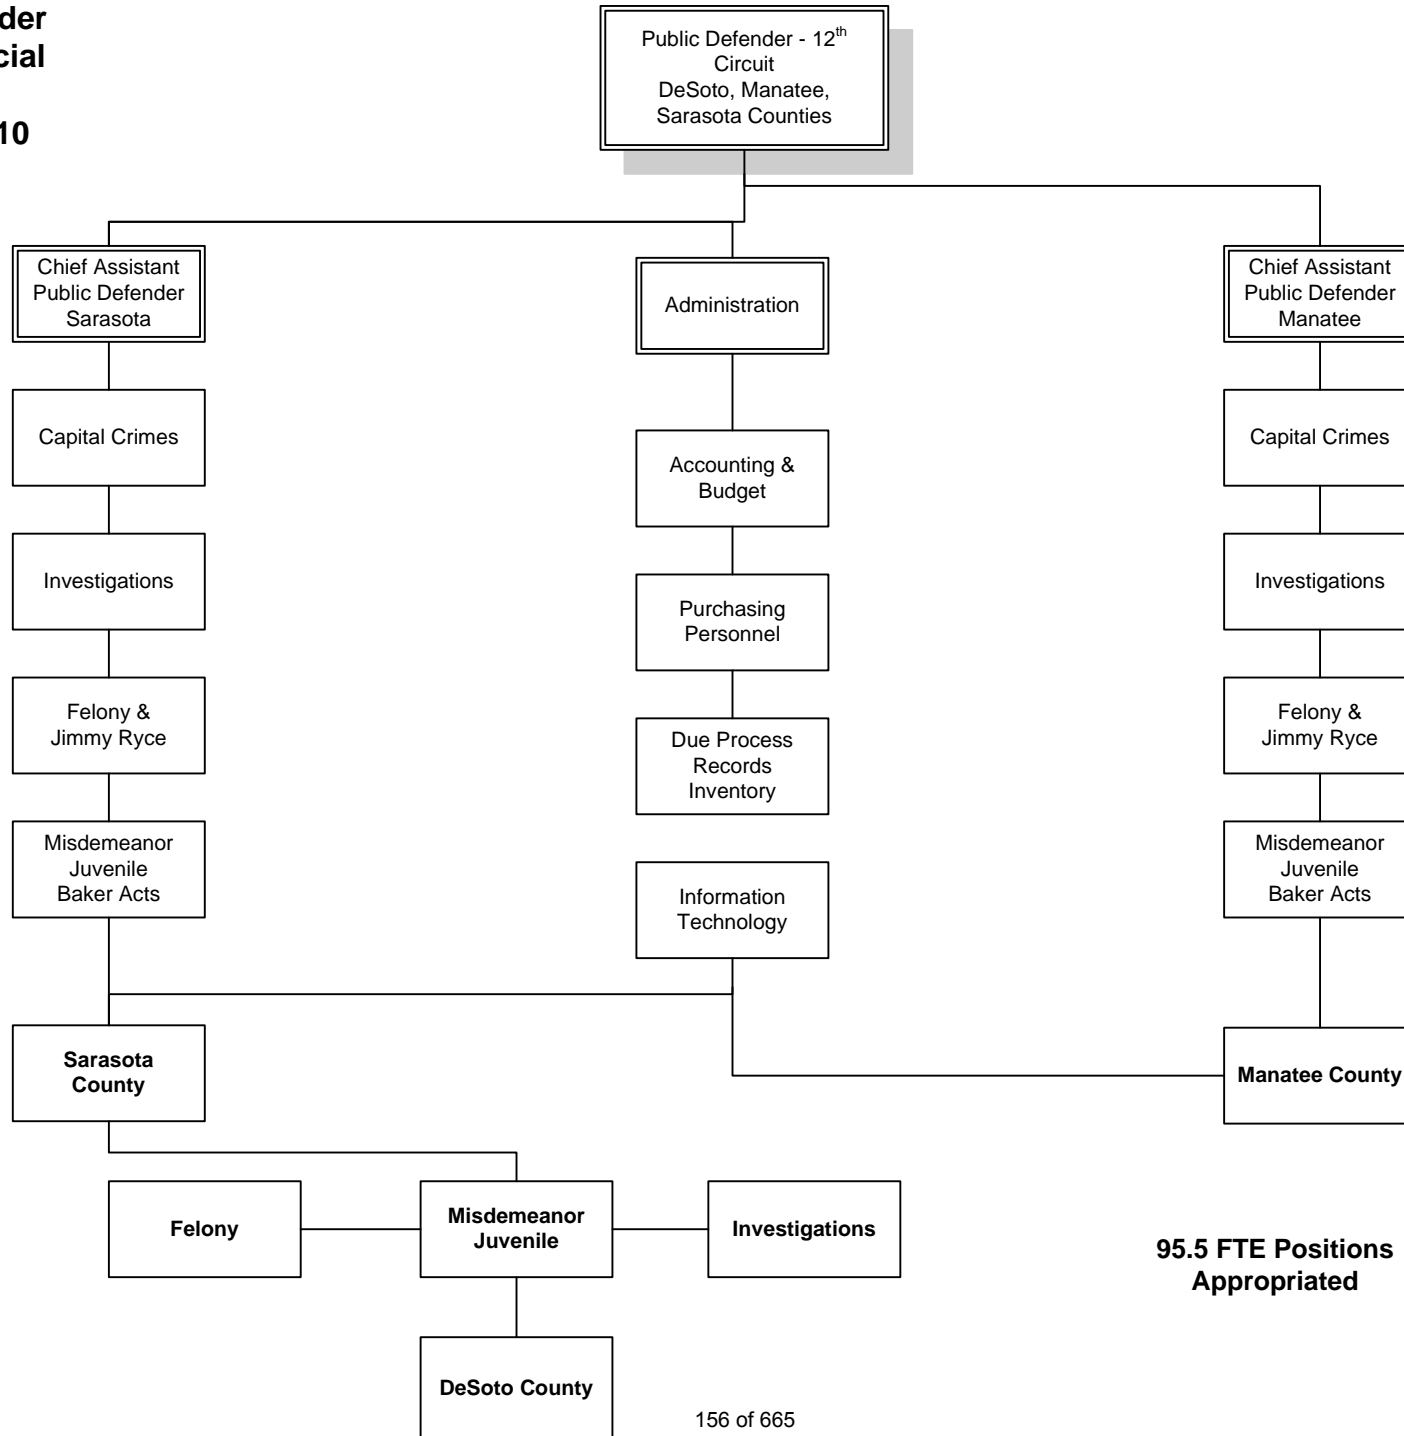 der
cial
10
Public Defender - 12th
Circuit
DeSoto, Manatee,
Sarasota Counties
Chief Assistant
Public Defender
Sarasota
Administration
Chief Assistant
Public Defender
Manatee
Capital Crimes
Accounting &
Budget
Capital Crimes
Investigations
Purchasing
Personnel
Investigations
Felony &
Jimmy Ryce
Due Process
Records
Inventory
Felony &
Jimmy Ryce
Misdemeanor
Juvenile
Baker Acts
Information
Technology
Misdemeanor
Juvenile
Baker Acts
Sarasota
County
Manatee County
Felony
Misdemeanor
Juvenile
Investigations
95.5 FTE Positions
Appropriated
DeSoto County
156 of 665